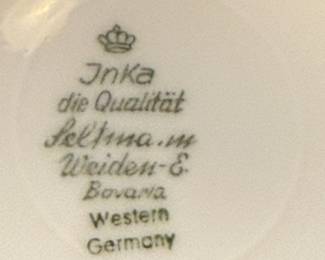 Inka
die Qualität
Seltmann
Weiden-E.
Bavaria
Western
Germany